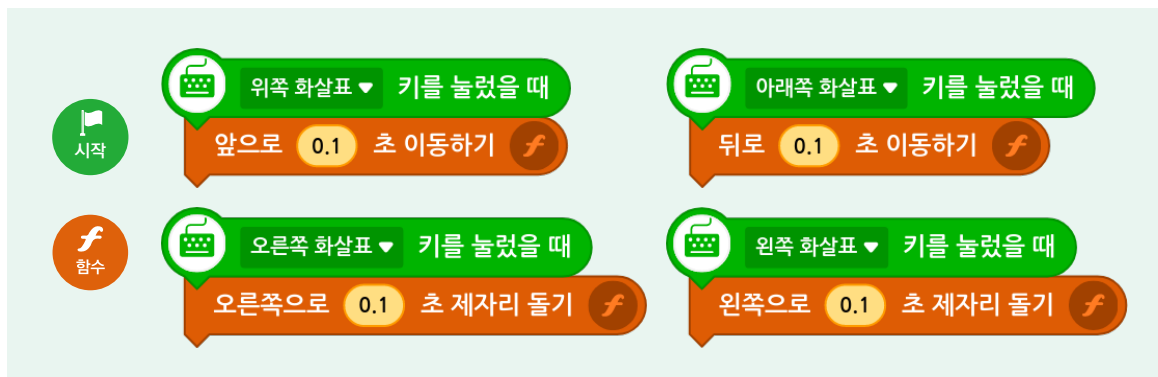 시작
위쪽 화살표 키를 눌렀을 때
앞으로 0.1 초 이동하기 f
아래쪽 화살표 키를 눌렀을 때
뒤로 0.1 초 이동하기 f
f
함수
오른쪽 화살표 키를 눌렀을 때
오른쪽으로 0.1 초 제자리 돌기 f
왼쪽 화살표 키를 눌렀을 때
왼쪽으로 0.1 초 제자리 돌기 f